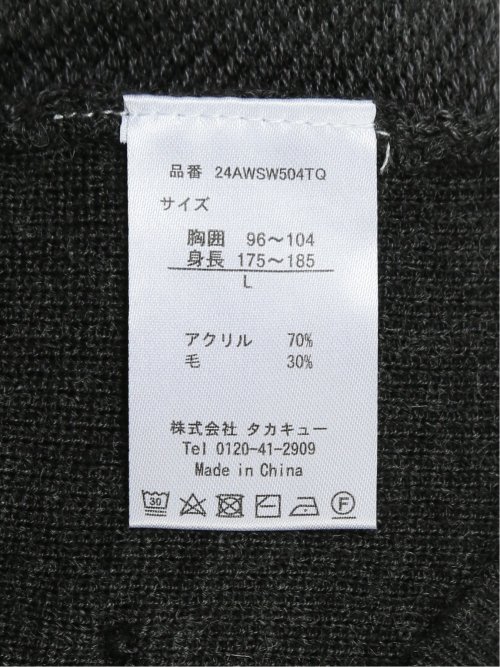 品番 24AWSW504TQ
サイズ
胸囲 96～104
身長 175～185
L
アクリル 70%
毛 30%
株式会社 タカキュー
Tel 0120-41-2909
Made in China
30 F